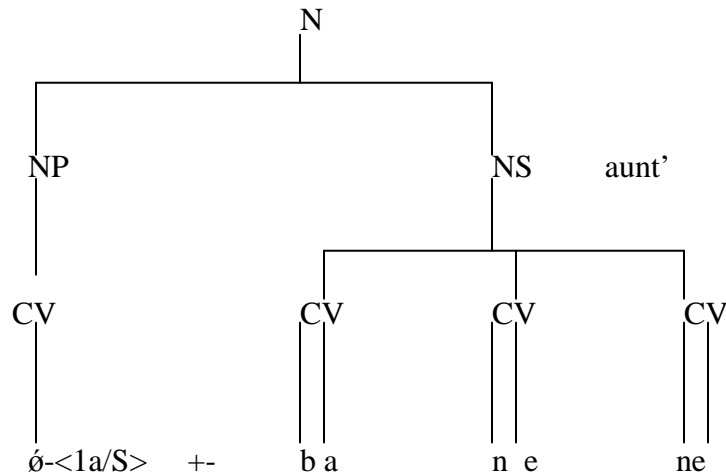 N
NP NS aunt’
CV CV CV CV
ǿ-<1a/S> +- b a n e ne